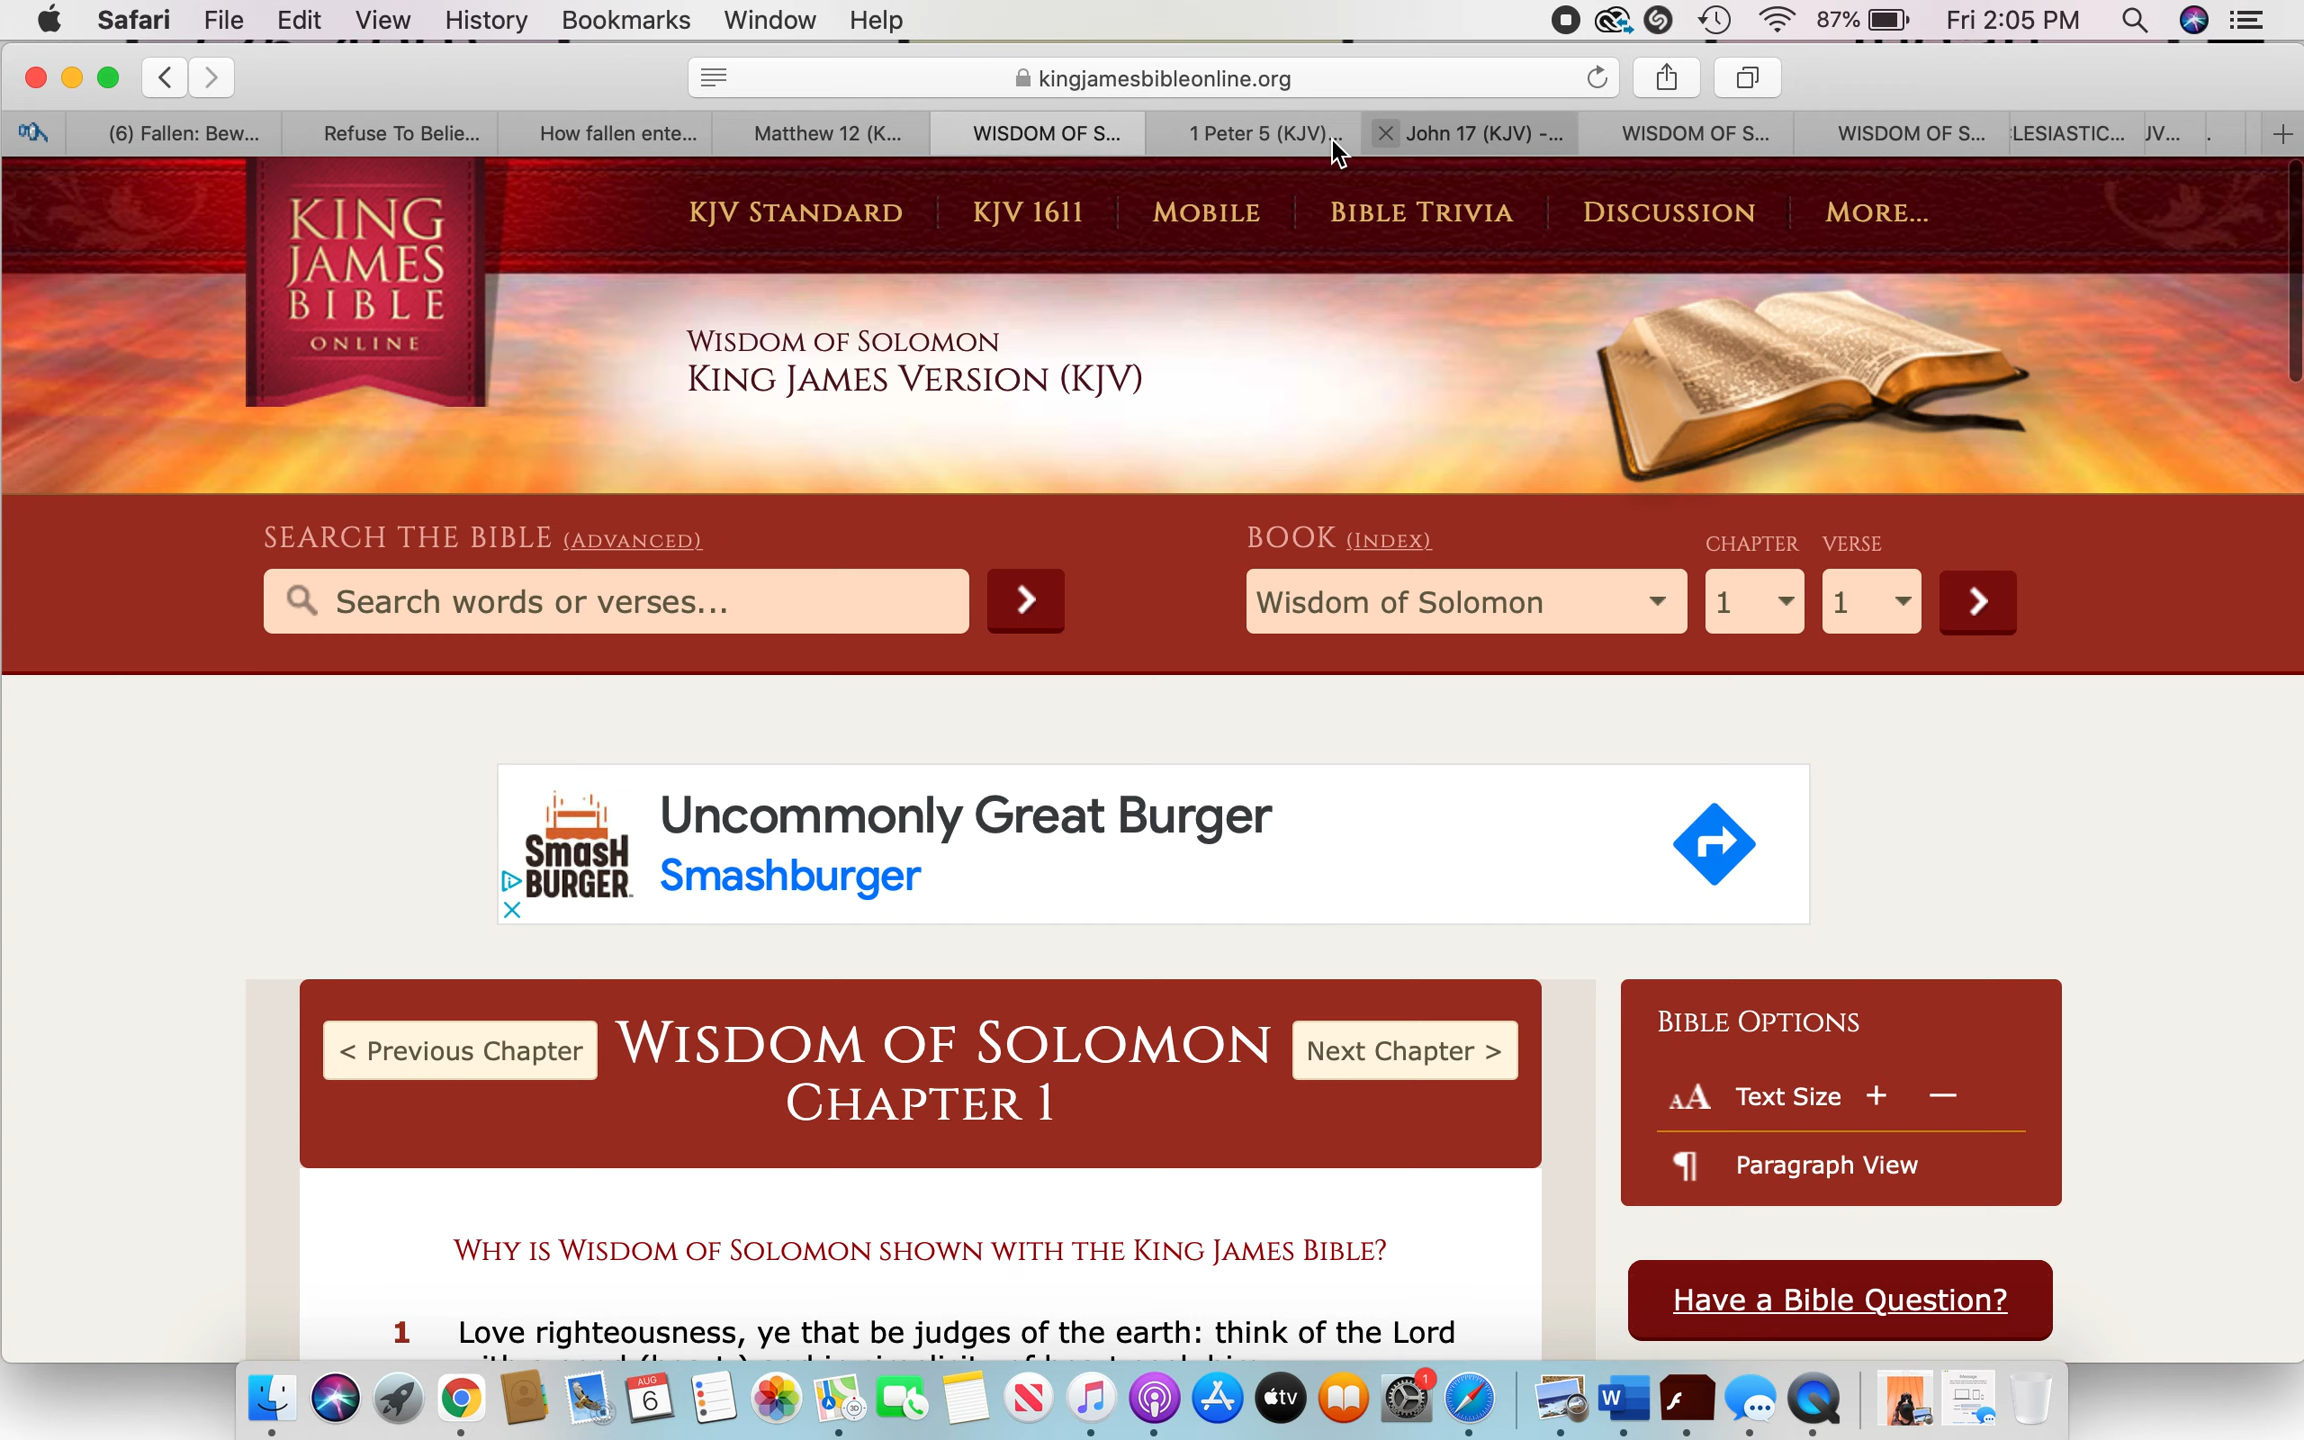 Safari File Edit View History Bookmarks Window Help 87% Fri 2:05 PM
kingjamesbibleonline.org
(6) Fallen: Bew... Refuse To Belie... How fallen ente... Matthew 12 (K... WISDOM OF S... 1 Peter 5 (KJV)... John 17 (KJV) -... WISDOM OF S... WISDOM OF S... LESIASTIC... JV... .
KING
JAMES
BIBLE
ONLINE
KJV STANDARD KJV 1611 MOBILE BIBLE TRIVIA DISCUSSION MORE...
WISDOM OF SOLOMON
KING JAMES VERSION (KJV)
SEARCH THE BIBLE (ADVANCED)
Search words or verses...
BOOK (INDEX) CHAPTER VERSE
Wisdom of Solomon 1 1
SMASH
BURGER
Uncommonly Great Burger
Smashburger
< Previous Chapter
WISDOM OF SOLOMON
CHAPTER 1
Next Chapter >
BIBLE OPTIONS
AA Text Size + —
¶ Paragraph View
WHY IS WISDOM OF SOLOMON SHOWN WITH THE KING JAMES BIBLE?
Have a Bible Question?
1 Love righteousness, ye that be judges of the earth: think of the Lord
AUG
6
3D
tv
1
W